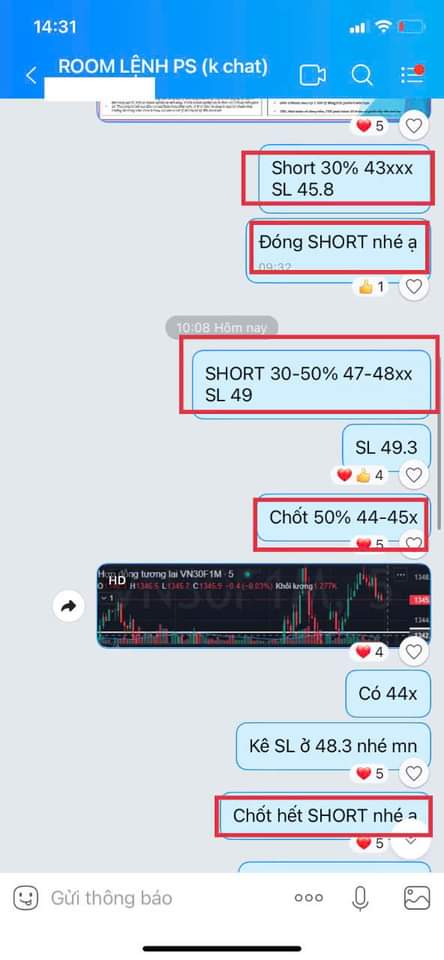 14:31
ROOM LỆNH PS (k chat)
5
Short 30% 43xxx
SL 45.8
Đóng SHORT nhé ạ
09:32
1
10:08 Hôm nay
SHORT 30-50% 47-48xx
SL 49
SL 49.3
4
Chốt 50% 44-45x
5
Hợp đồng tương lai VN30F1M · 5
HD
L1345.7 C1345.9 -0.4 (-0.03%) Khối lượng 1.277K
1
1348
1345
1344
1342
4
Có 44x
Kê SL ở 48.3 nhé mn
5
Chốt hết SHORT nhé ạ
5
Gửi thông báo